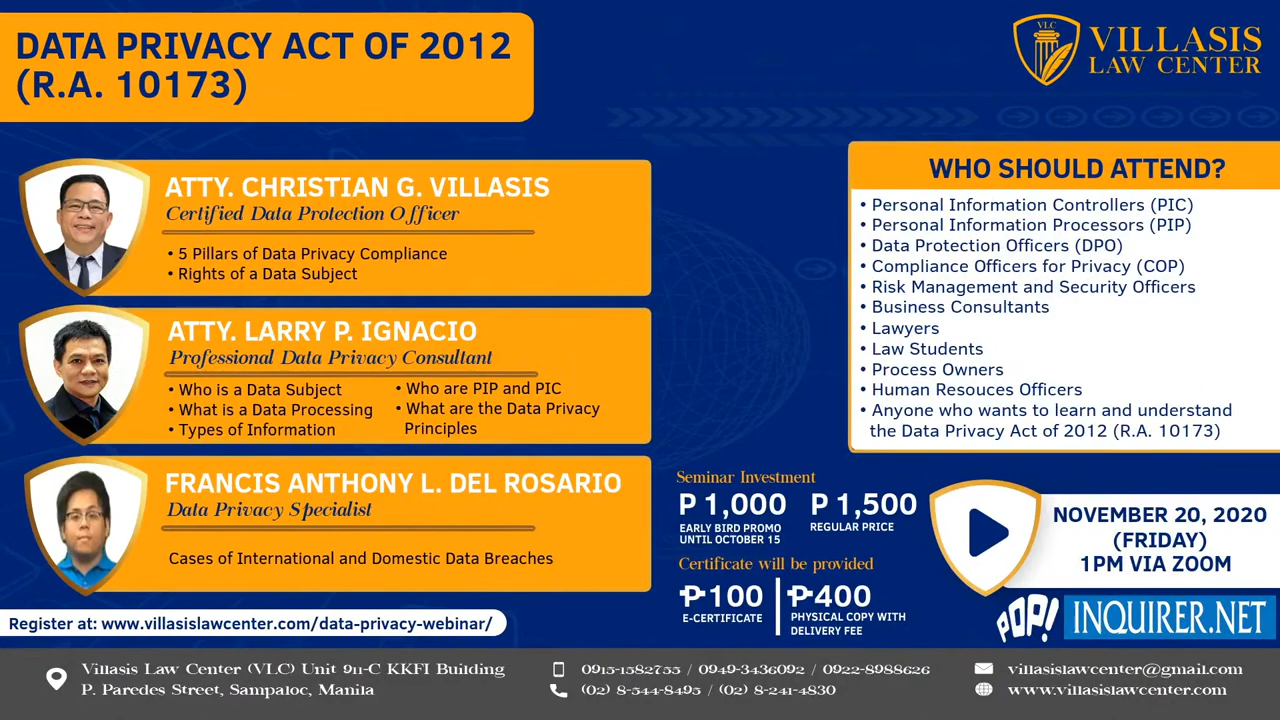 DATA PRIVACY ACT OF 2012
(R.A. 10173)
VLC
VILLASIS
LAW CENTER
ATTY. CHRISTIAN G. VILLASIS
Certified Data Protection Officer
• 5 Pillars of Data Privacy Compliance
• Rights of a Data Subject
ATTY. LARRY P. IGNACIO
Professional Data Privacy Consultant
• Who is a Data Subject
• What is a Data Processing
• Types of Information
• Who are PIP and PIC
• What are the Data Privacy
Principles
FRANCIS ANTHONY L. DEL ROSARIO
Data Privacy Specialist
Cases of International and Domestic Data Breaches
Register at: www.villasislawcenter.com/data-privacy-webinar/
WHO SHOULD ATTEND?
• Personal Information Controllers (PIC)
• Personal Information Processors (PIP)
• Data Protection Officers (DPO)
• Compliance Officers for Privacy (COP)
• Risk Management and Security Officers
• Business Consultants
• Lawyers
• Law Students
• Process Owners
• Human Resouces Officers
• Anyone who wants to learn and understand
the Data Privacy Act of 2012 (R.A. 10173)
Seminar Investment
P 1,000
EARLY BIRD PROMO
UNTIL OCTOBER 15
P 1,500
REGULAR PRICE
Certificate will be provided
₱100
E-CERTIFICATE
₱400
PHYSICAL COPY WITH
DELIVERY FEE
NOVEMBER 20, 2020
(FRIDAY)
1PM VIA ZOOM
POP!
INQUIRER.NET
Villasis Law Center (VLC) Unit 911-C KKFI Building
P. Paredes Street, Sampaloc, Manila
0915-1582755 / 0949-3436092 / 0922-8988626
(02) 8-544-8495 / (02) 8-241-4830
villasislawcenter@gmail.com
www.villasislawcenter.com